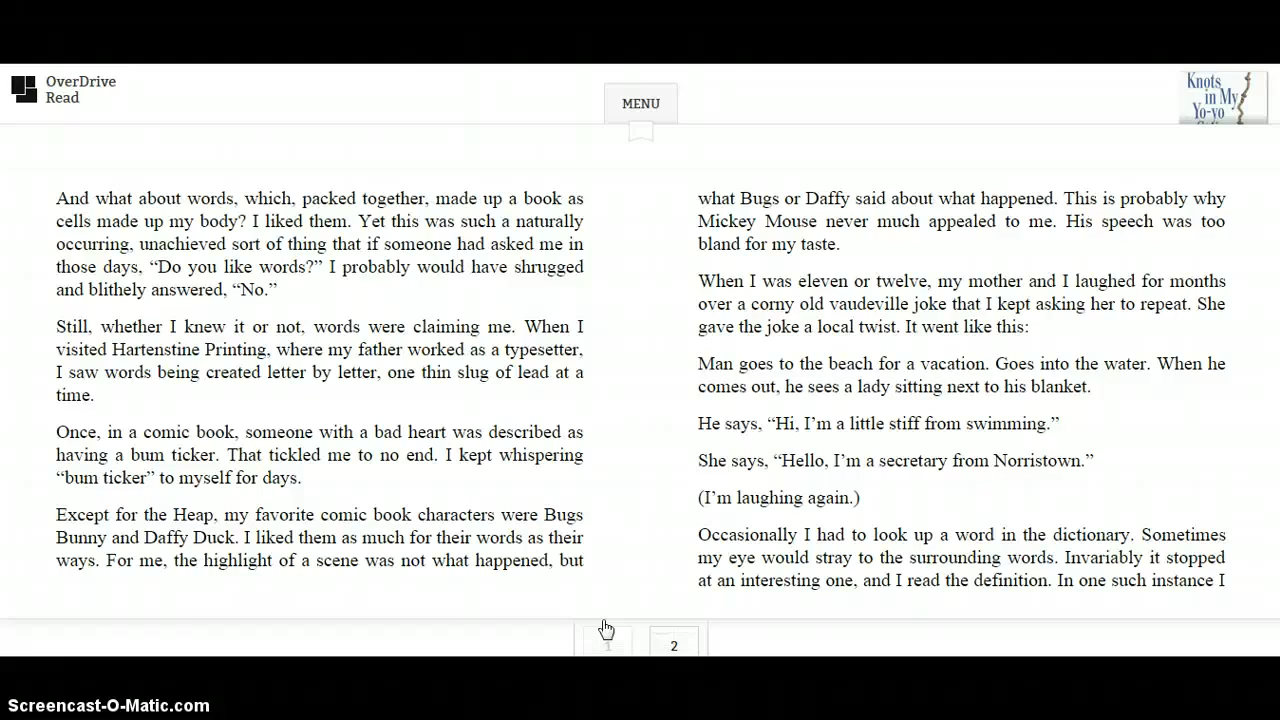 OverDrive
Read
MENU
Knots
in My
Yo-yo
And what about words, which, packed together, made up a book as
cells made up my body? I liked them. Yet this was such a naturally
occurring, unachieved sort of thing that if someone had asked me in
those days, “Do you like words?” I probably would have shrugged
and blithely answered, “No.”
Still, whether I knew it or not, words were claiming me. When I
visited Hartenstine Printing, where my father worked as a typesetter,
I saw words being created letter by letter, one thin slug of lead at a
time.
Once, in a comic book, someone with a bad heart was described as
having a bum ticker. That tickled me to no end. I kept whispering
“bum ticker” to myself for days.
Except for the Heap, my favorite comic book characters were Bugs
Bunny and Daffy Duck. I liked them as much for their words as their
ways. For me, the highlight of a scene was not what happened, but
what Bugs or Daffy said about what happened. This is probably why
Mickey Mouse never much appealed to me. His speech was too
bland for my taste.
When I was eleven or twelve, my mother and I laughed for months
over a corny old vaudeville joke that I kept asking her to repeat. She
gave the joke a local twist. It went like this:
Man goes to the beach for a vacation. Goes into the water. When he
comes out, he sees a lady sitting next to his blanket.
He says, “Hi, I’m a little stiff from swimming.”
She says, “Hello, I’m a secretary from Norristown.”
(I’m laughing again.)
Occasionally I had to look up a word in the dictionary. Sometimes
my eye would stray to the surrounding words. Invariably it stopped
at an interesting one, and I read the definition. In one such instance I
1
2
Screencast-O-Matic.com